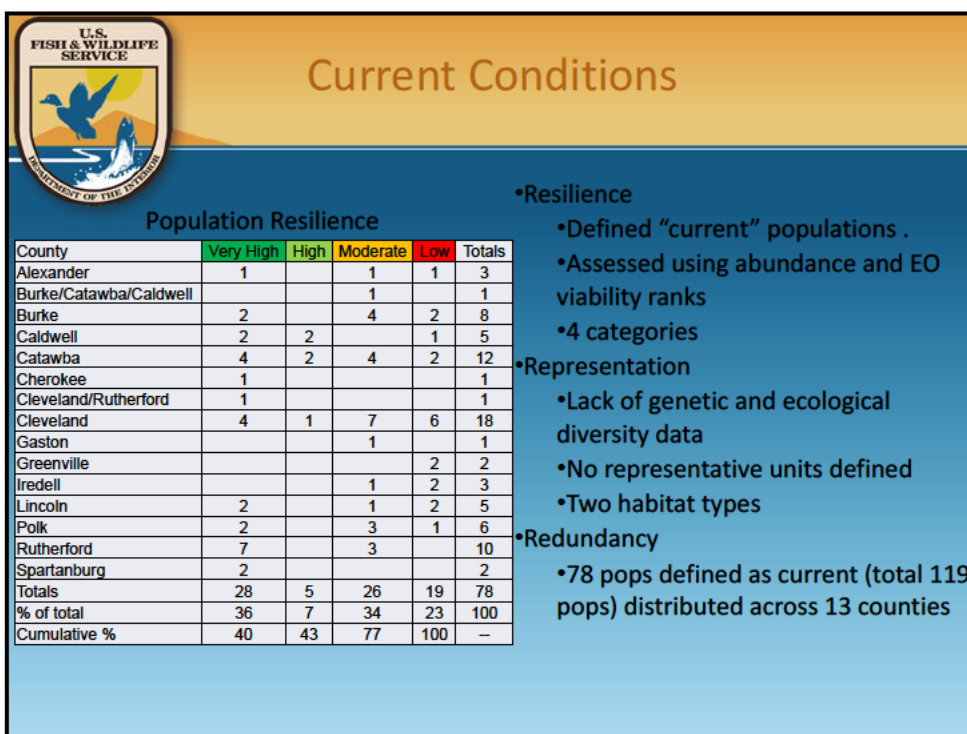 U.S.
FISH & WILDLIFE
SERVICE
DEPARTMENT OF THE INTERIOR
Current Conditions
Population Resilience
County Very High High Moderate Low Totals
Alexander 1 1 1 3
Burke/Catawba/Caldwell 1 1
Burke 2 4 2 8
Caldwell 2 2 1 5
Catawba 4 2 4 2 12
Cherokee 1 1
Cleveland/Rutherford 1 1
Cleveland 4 1 7 6 18
Gaston 1 1
Greenville 2 2
Iredell 1 2 3
Lincoln 2 1 2 5
Polk 2 3 1 6
Rutherford 7 3 10
Spartanburg 2 2
Totals 28 5 26 19 78
% of total 36 7 34 23 100
Cumulative % 40 43 77 100 --
•Resilience
•Defined “current” populations .
•Assessed using abundance and EO
viability ranks
•4 categories
•Representation
•Lack of genetic and ecological
diversity data
•No representative units defined
•Two habitat types
•Redundancy
•78 pops defined as current (total 119
pops) distributed across 13 counties